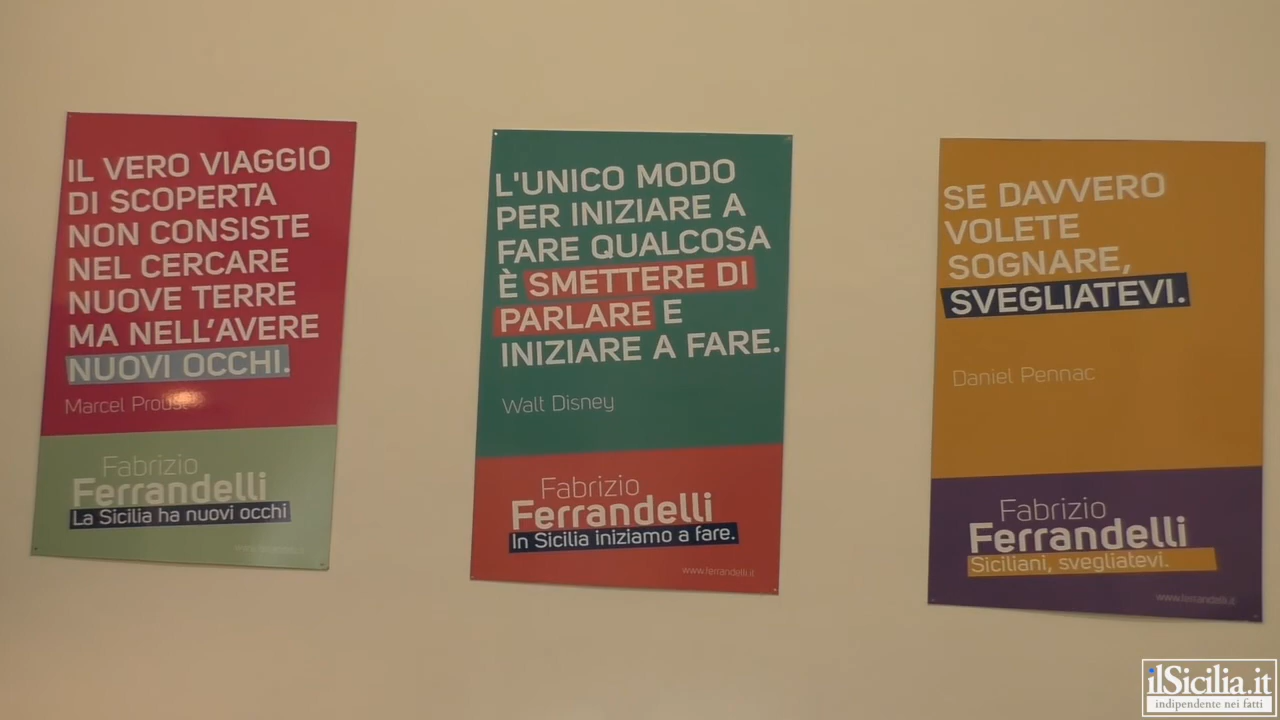 IL VERO VIAGGIO
DI SCOPERTA
NON CONSISTE
NEL CERCARE
NUOVE TERRE
MA NELL'AVERE
NUOVI OCCHI.
Marcel Proust
Fabrizio
Ferrandelli
La Sicilia ha nuovi occhi
L'UNICO MODO
PER INIZIARE A
FARE QUALCOSA
È SMETTERE DI
PARLARE E
INIZIARE A FARE.
Walt Disney
Fabrizio
Ferrandelli
In Sicilia iniziamo a fare.
www.ferrandelli.it
SE DAVVERO
VOLETE
SOGNARE,
SVEGLIATEVI.
Daniel Pennac
Fabrizio
Ferrandelli
Siciliani, svegliatevi.
www.ferrandelli.it
ilSicilia.it
indipendente nei fatti